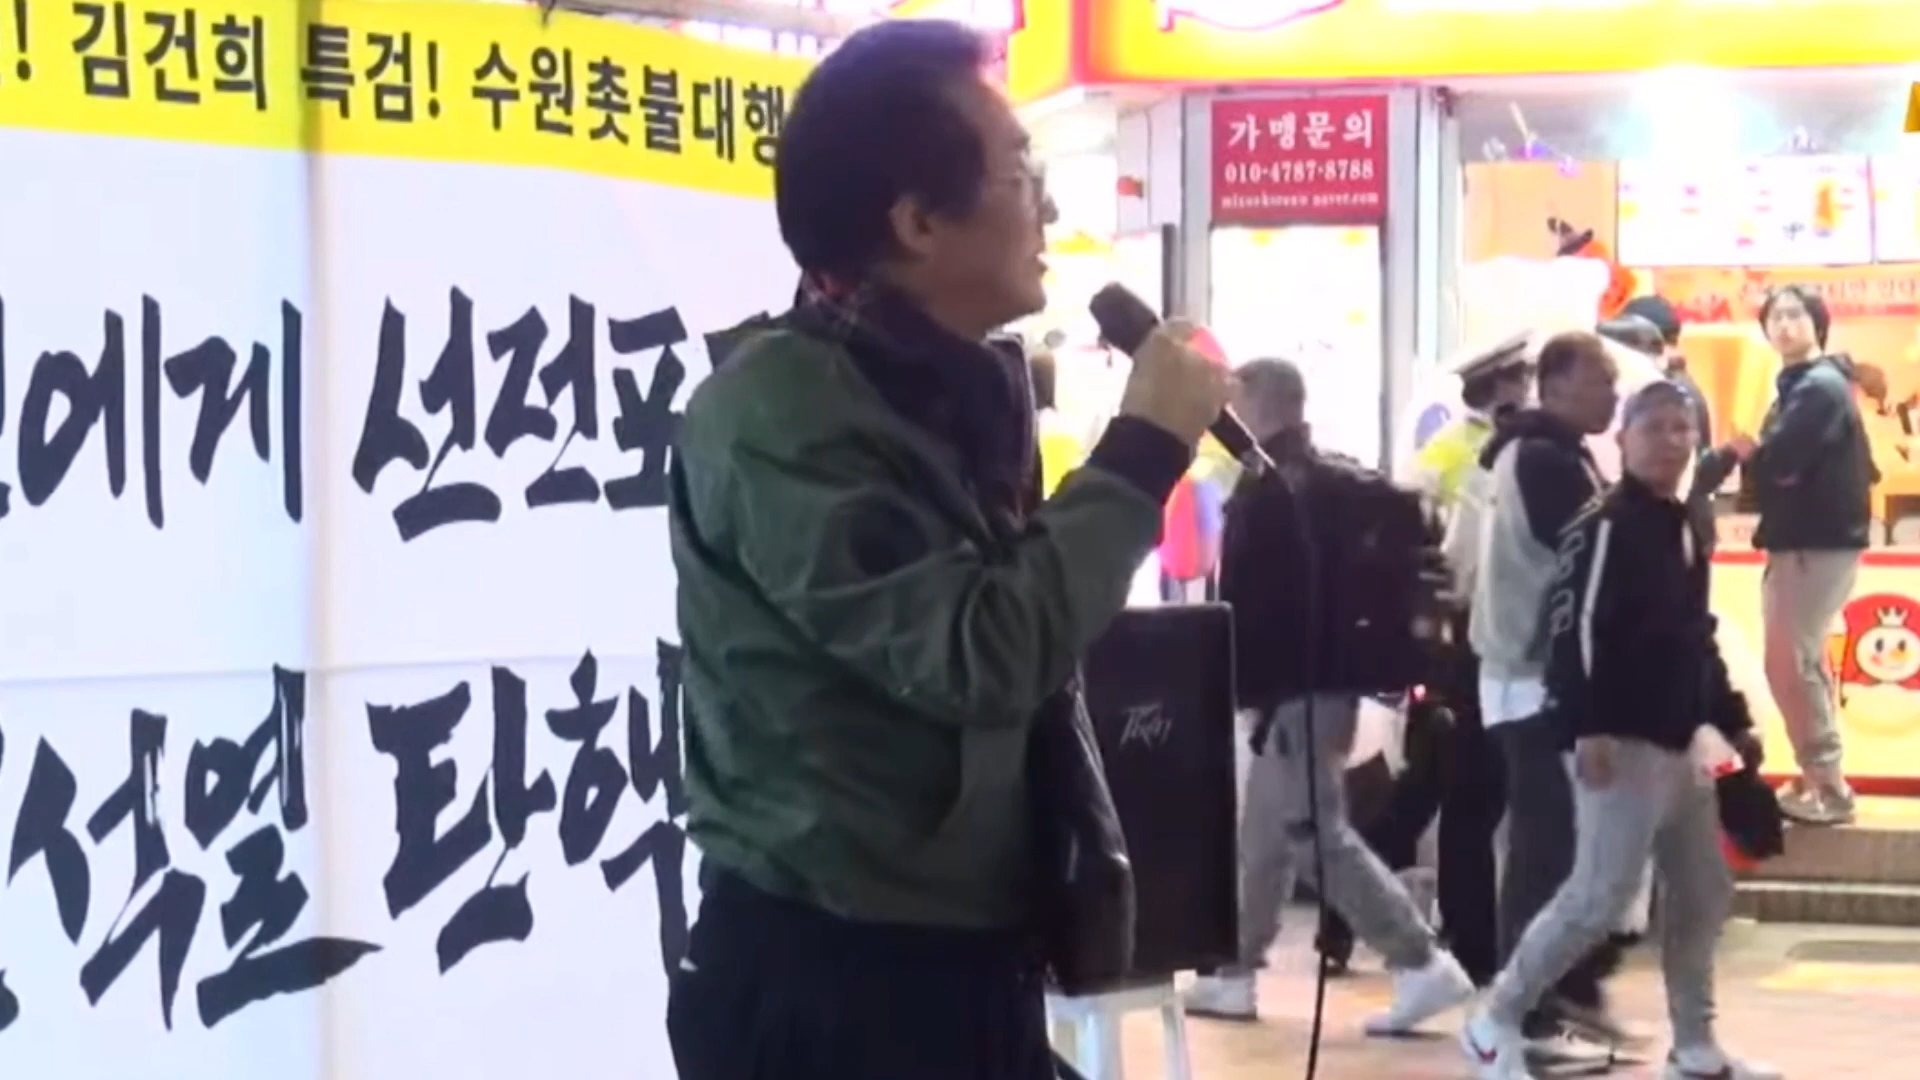 ! 김건희 특검! 수원촛불대행
에게 선전포
석열 탄핵
가맹문의
010-4787-8788